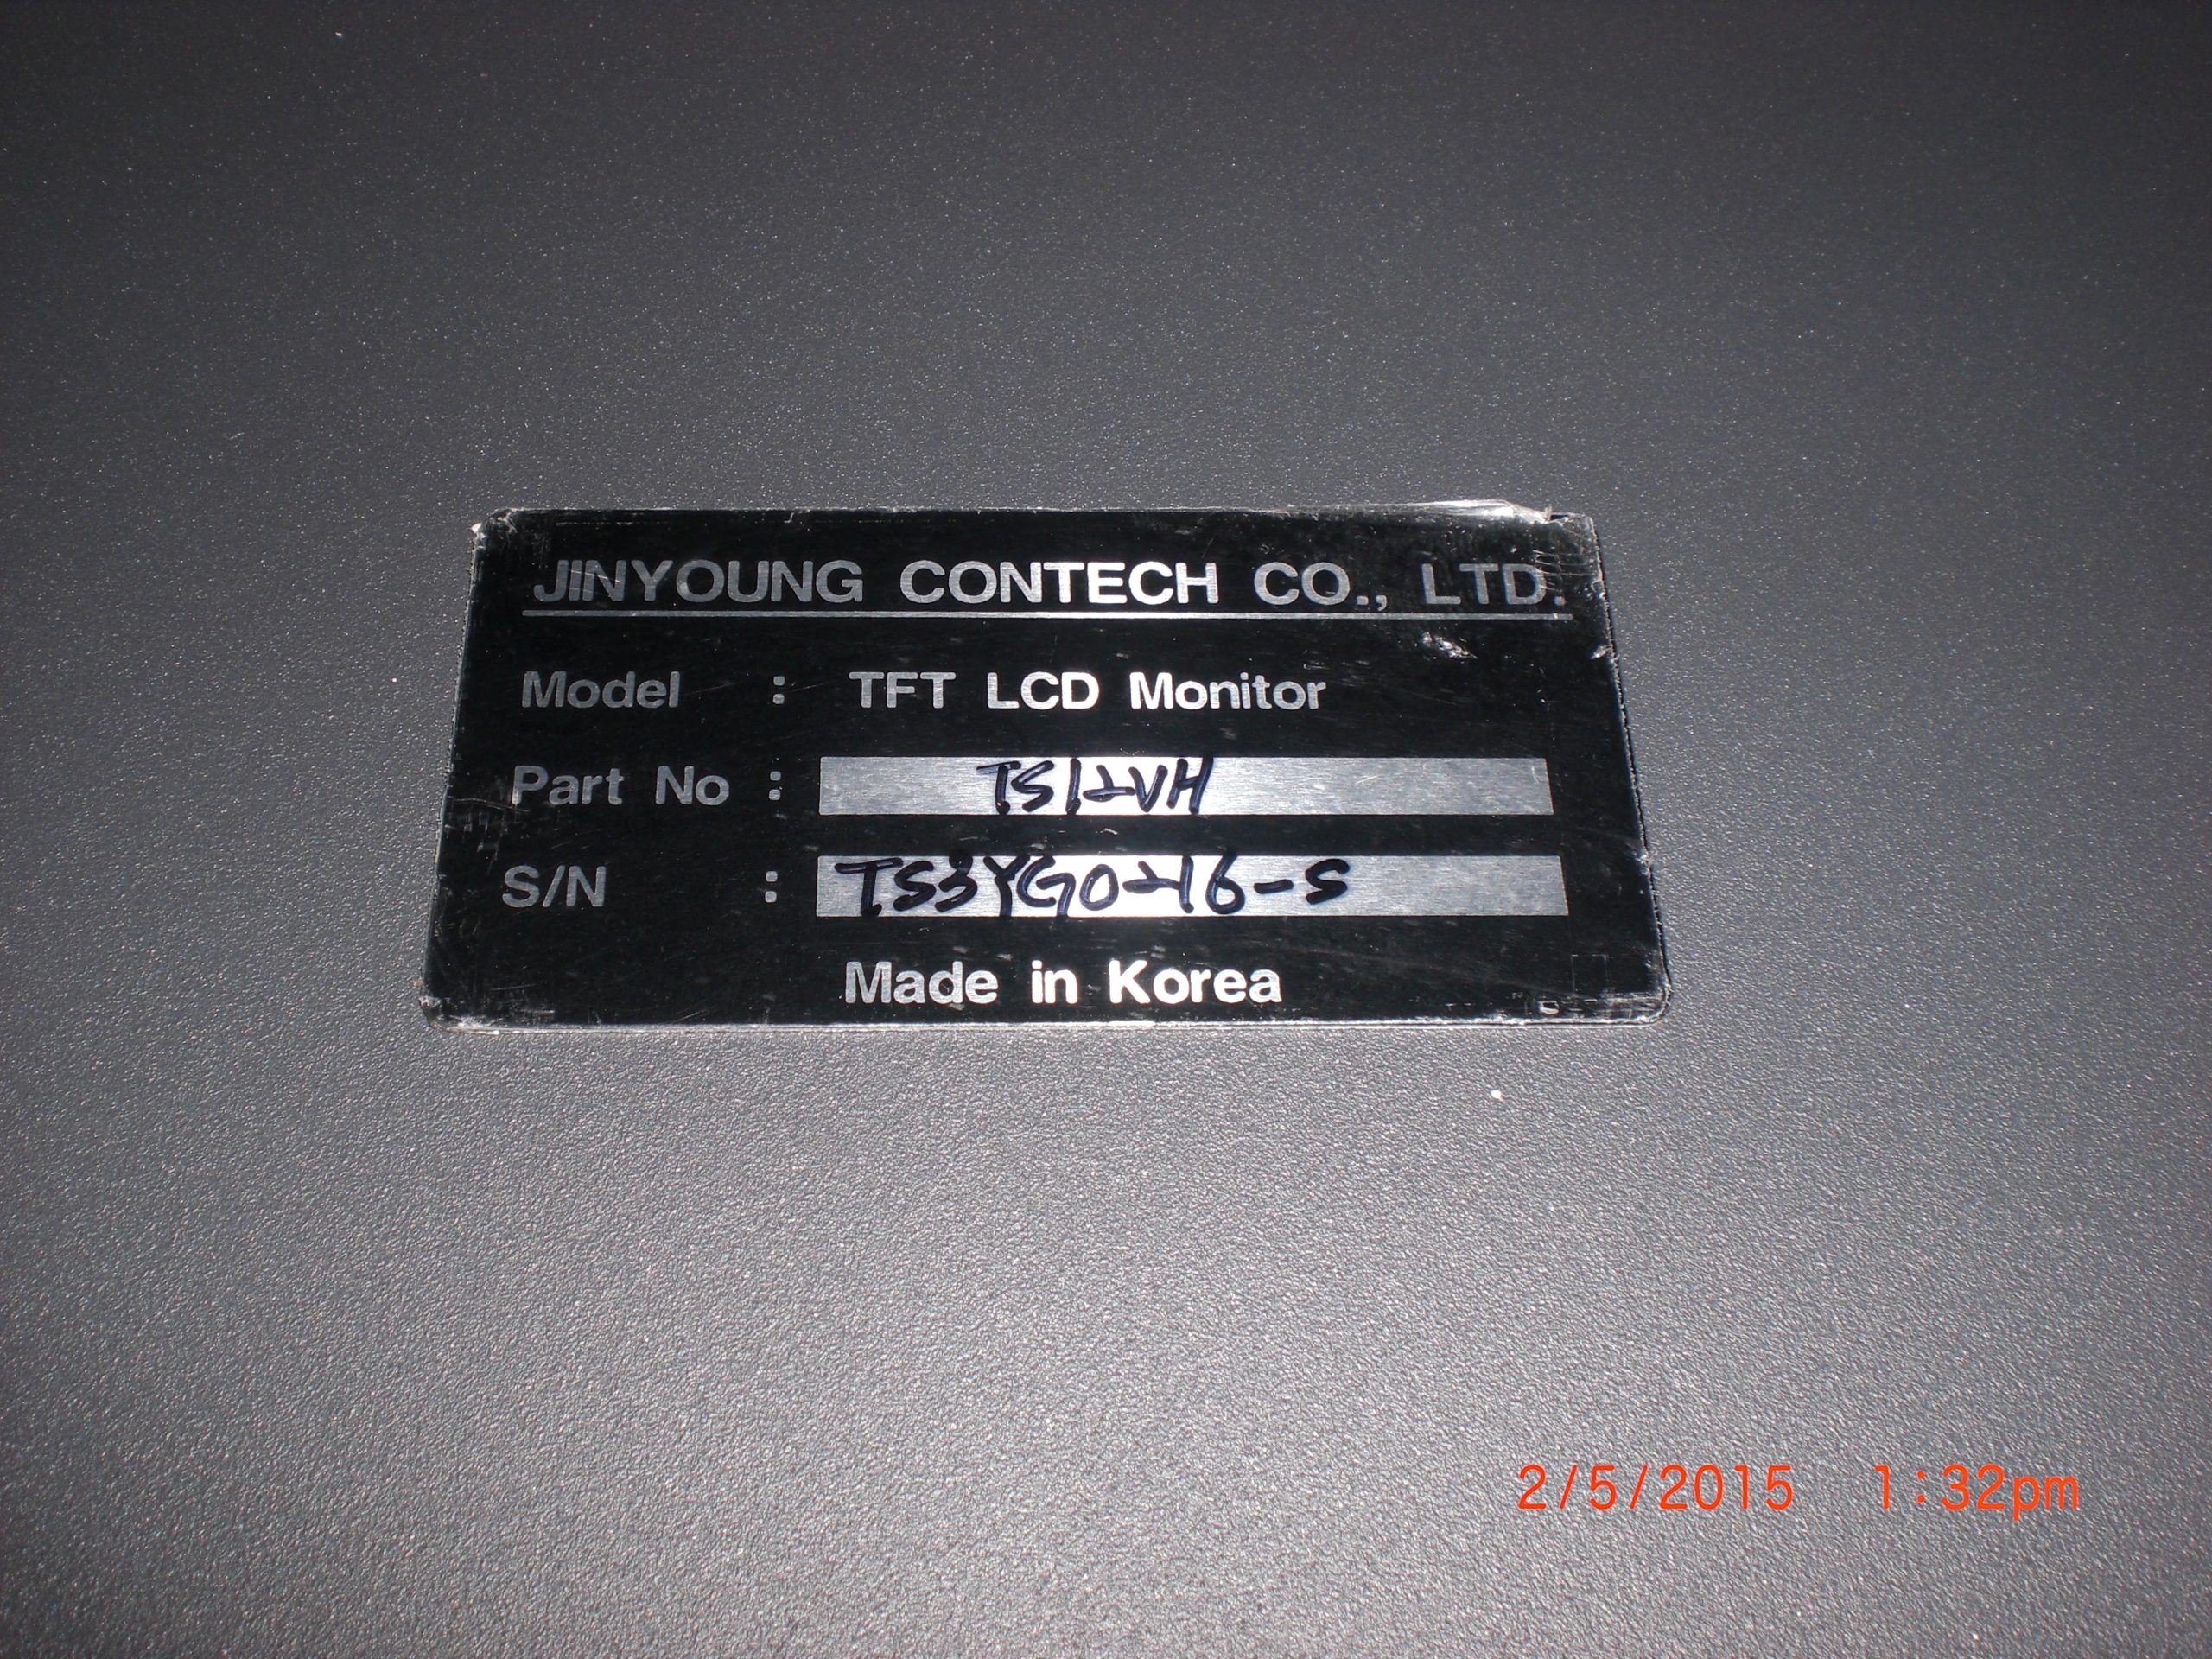 JINYOUNG CONTECH CO., LTD.
Model : TFT LCD Monitor
Part No : TS12VH
S/N : TS3YG0216-S
Made in Korea
2/5/2015 1:32pm